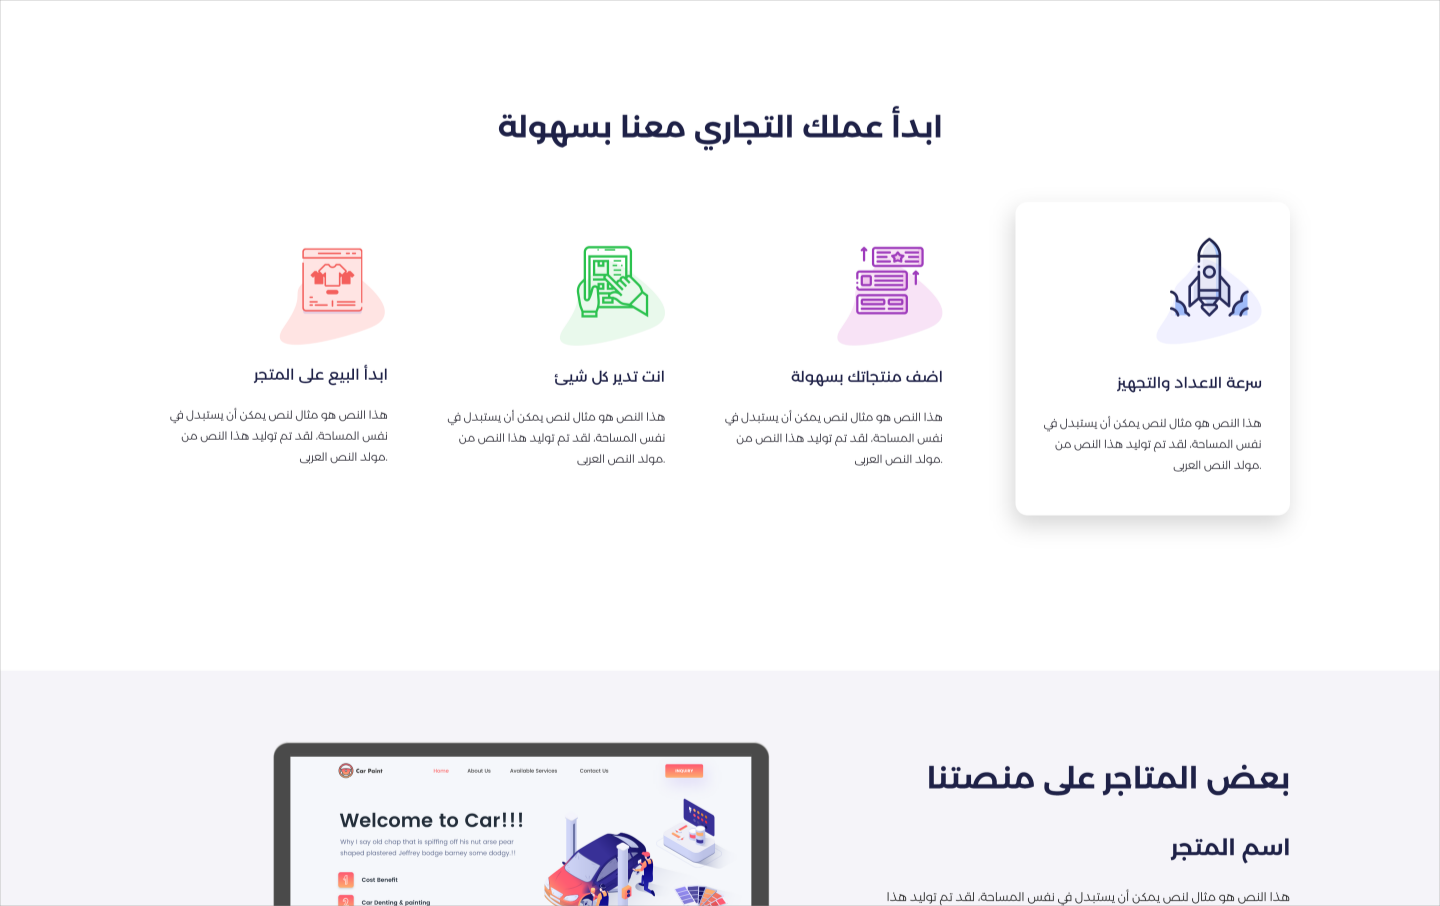 ابدأ عملك التجاري معنا بسهولة
سرعة الاعداد والتجهيز
هذا النص هو مثال لنص يمكن أن يستبدل في
نفس المساحة، لقد تم توليد هذا النص من
مولد النص العربى.
اضف منتجاتك بسهولة
هذا النص هو مثال لنص يمكن أن يستبدل في
نفس المساحة، لقد تم توليد هذا النص من
مولد النص العربى.
انت تدير كل شيئ
هذا النص هو مثال لنص يمكن أن يستبدل في
نفس المساحة، لقد تم توليد هذا النص من
مولد النص العربى.
ابدأ البيع على المتجر
هذا النص هو مثال لنص يمكن أن يستبدل في
نفس المساحة، لقد تم توليد هذا النص من
مولد النص العربى.
بعض المتاجر على منصتنا
اسم المتجر
هذا النص هو مثال لنص يمكن أن يستبدل في نفس المساحة، لقد تم توليد هذا
Car Paint
Home
About Us
Available Services
Contact Us
INQUIRY
Welcome to Car!!!
Why I say old chap that is spiffing off his nut arse pear
shaped plastered Jeffrey bodge barney some dodgy.!!
Cost Benefit
Car Denting & painting